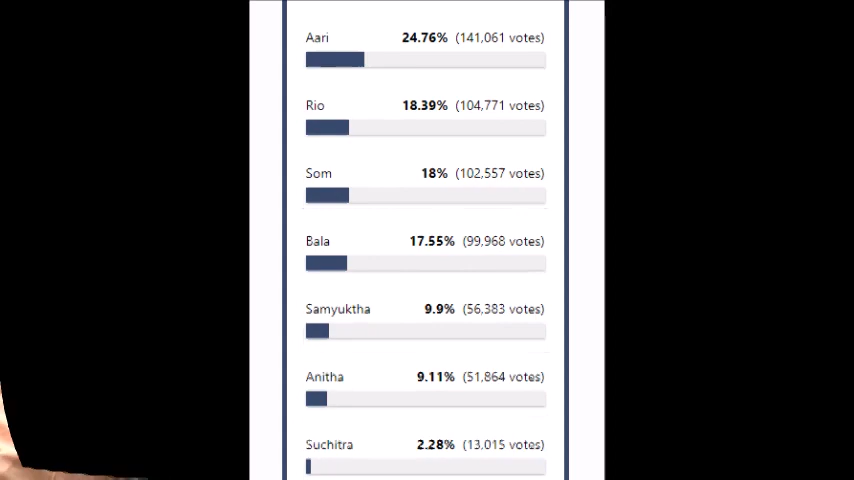 Aari 24.76% (141,061 votes)
Rio 18.39% (104,771 votes)
Som 18% (102,557 votes)
Bala 17.55% (99,968 votes)
Samyuktha 9.9% (56,383 votes)
Anitha 9.11% (51,864 votes)
Suchitra 2.28% (13,015 votes)